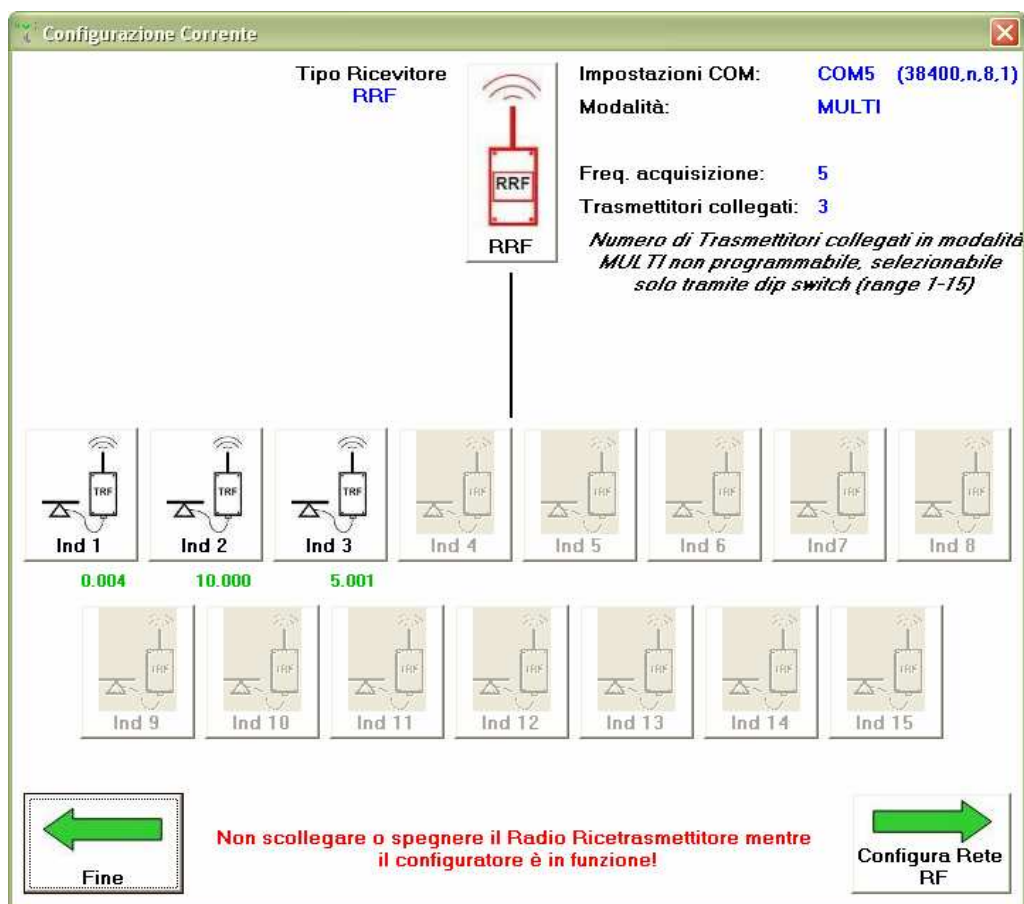 Configurazione Corrente
Tipo Ricevitore
RRF
RRF
RRF
Impostazioni COM: COM5 (38400,n,8,1)
Modalità: MULTI
Freq. acquisizione: 5
Trasmettitori collegati: 3
Numero di Trasmettitori collegati in modalità
MULTI non programmabile, selezionabile
solo tramite dip switch (range 1-15)
TRF TRF TRF TRF TRF TRF TRF TRF
Ind 1 Ind 2 Ind 3 Ind 4 Ind 5 Ind 6 Ind7 Ind 8
0.004 10.000 5.001
TRF TRF TRF TRF TRF TRF TRF
Ind 9 Ind 10 Ind 11 Ind 12 Ind 13 Ind 14 Ind 15
Fine
Non scollegare o spegnere il Radio Ricetrasmettitore mentre
il configuratore è in funzione!
Configura Rete
RF